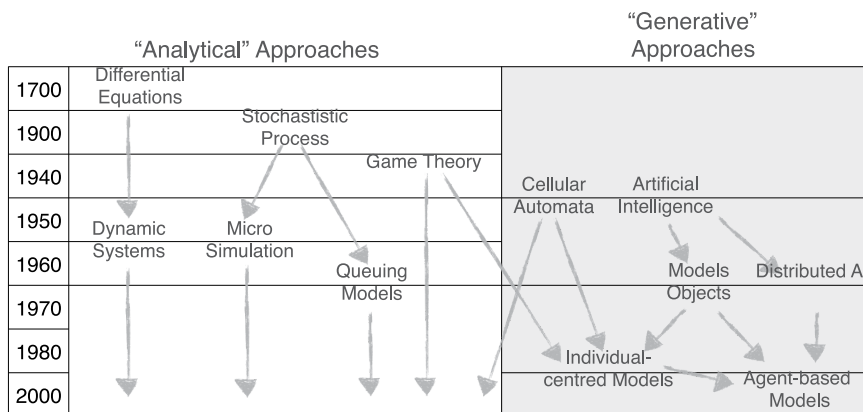 “Generative”
“Analytical” Approaches
Approaches
1700
Differential
Equations
1900
Stochastistic
Process
1940
Game Theory
Cellular
Automata
Artificial
Intelligence
1950
Dynamic
Systems
Micro
Simulation
1960
Queuing
Models
Models
Objects
Distributed A
1970
1980
Individual-
centred Models
2000
Agent-based
Models